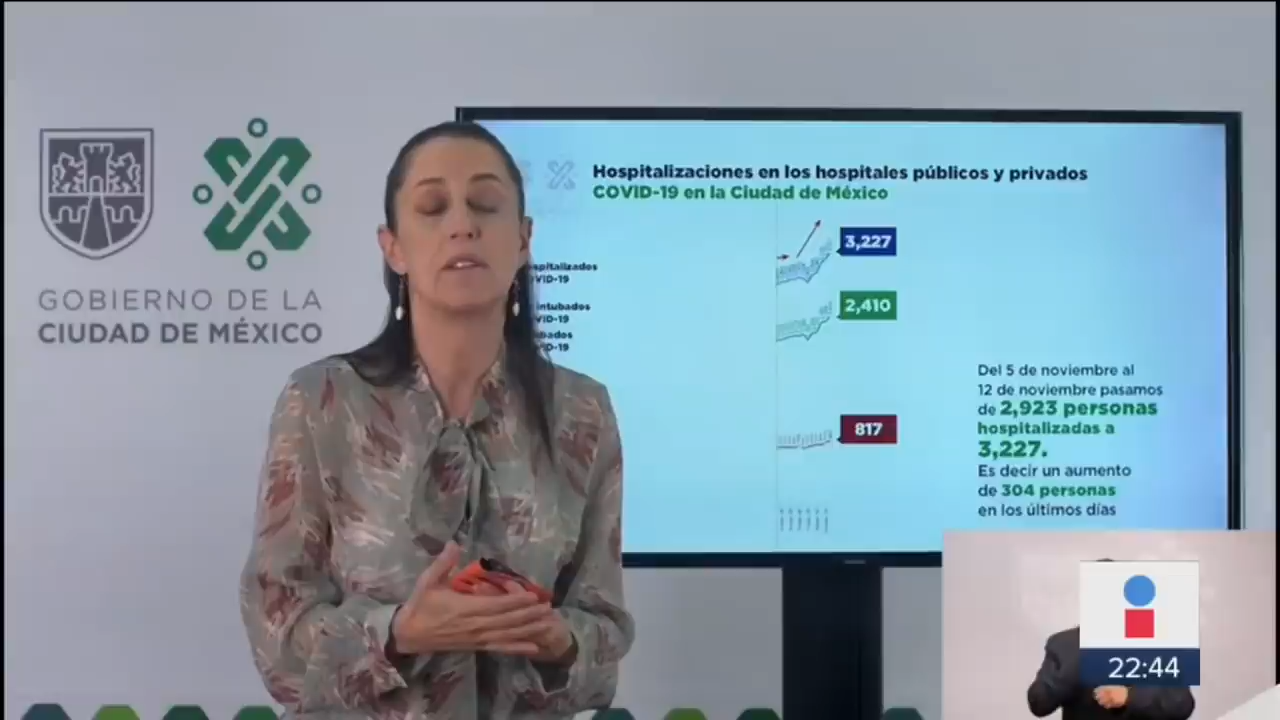 GOBIERNO DE LA
CIUDAD DE MÉXICO
Hospitalizaciones en los hospitales públicos y privados
COVID-19 en la Ciudad de México
3,227
2,410
817
intubados
Del 5 de noviembre al
12 de noviembre pasamos
de 2,923 personas
hospitalizadas a
3,227.
Es decir un aumento
de 304 personas
en los últimos días
22:44